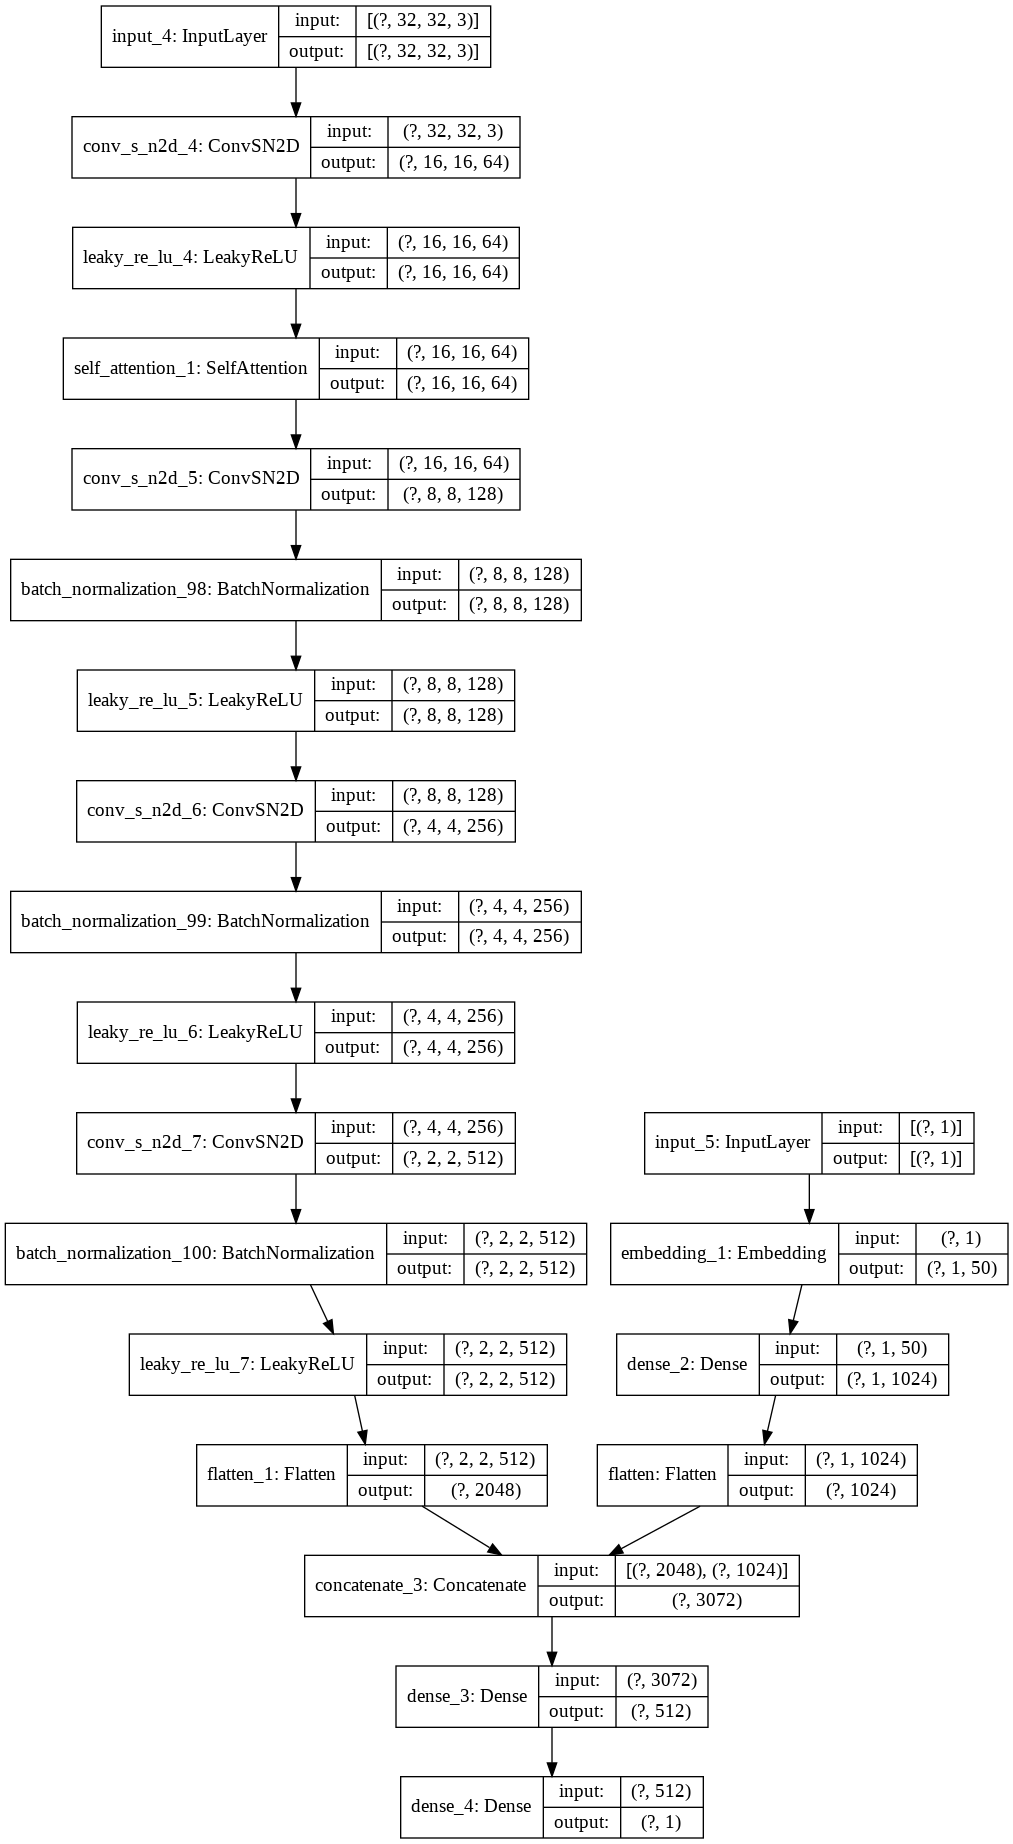 input_4: InputLayer
input: [(?, 32, 32, 3)]
output: [(?, 32, 32, 3)]
conv_s_n2d_4: ConvSN2D
input: (?, 32, 32, 3)
output: (?, 16, 16, 64)
leaky_re_lu_4: LeakyReLU
input: (?, 16, 16, 64)
output: (?, 16, 16, 64)
self_attention_1: SelfAttention
input: (?, 16, 16, 64)
output: (?, 16, 16, 64)
conv_s_n2d_5: ConvSN2D
input: (?, 16, 16, 64)
output: (?, 8, 8, 128)
batch_normalization_98: BatchNormalization
input: (?, 8, 8, 128)
output: (?, 8, 8, 128)
leaky_re_lu_5: LeakyReLU
input: (?, 8, 8, 128)
output: (?, 8, 8, 128)
conv_s_n2d_6: ConvSN2D
input: (?, 8, 8, 128)
output: (?, 4, 4, 256)
batch_normalization_99: BatchNormalization
input: (?, 4, 4, 256)
output: (?, 4, 4, 256)
leaky_re_lu_6: LeakyReLU
input: (?, 4, 4, 256)
output: (?, 4, 4, 256)
conv_s_n2d_7: ConvSN2D
input: (?, 4, 4, 256)
output: (?, 2, 2, 512)
input_5: InputLayer
input: [(?, 1)]
output: [(?, 1)]
batch_normalization_100: BatchNormalization
input: (?, 2, 2, 512)
output: (?, 2, 2, 512)
embedding_1: Embedding
input: (?, 1)
output: (?, 1, 50)
leaky_re_lu_7: LeakyReLU
input: (?, 2, 2, 512)
output: (?, 2, 2, 512)
dense_2: Dense
input: (?, 1, 50)
output: (?, 1, 1024)
flatten_1: Flatten
input: (?, 2, 2, 512)
output: (?, 2048)
flatten: Flatten
input: (?, 1, 1024)
output: (?, 1024)
concatenate_3: Concatenate
input: [(?, 2048), (?, 1024)]
output: (?, 3072)
dense_3: Dense
input: (?, 3072)
output: (?, 512)
dense_4: Dense
input: (?, 512)
output: (?, 1)